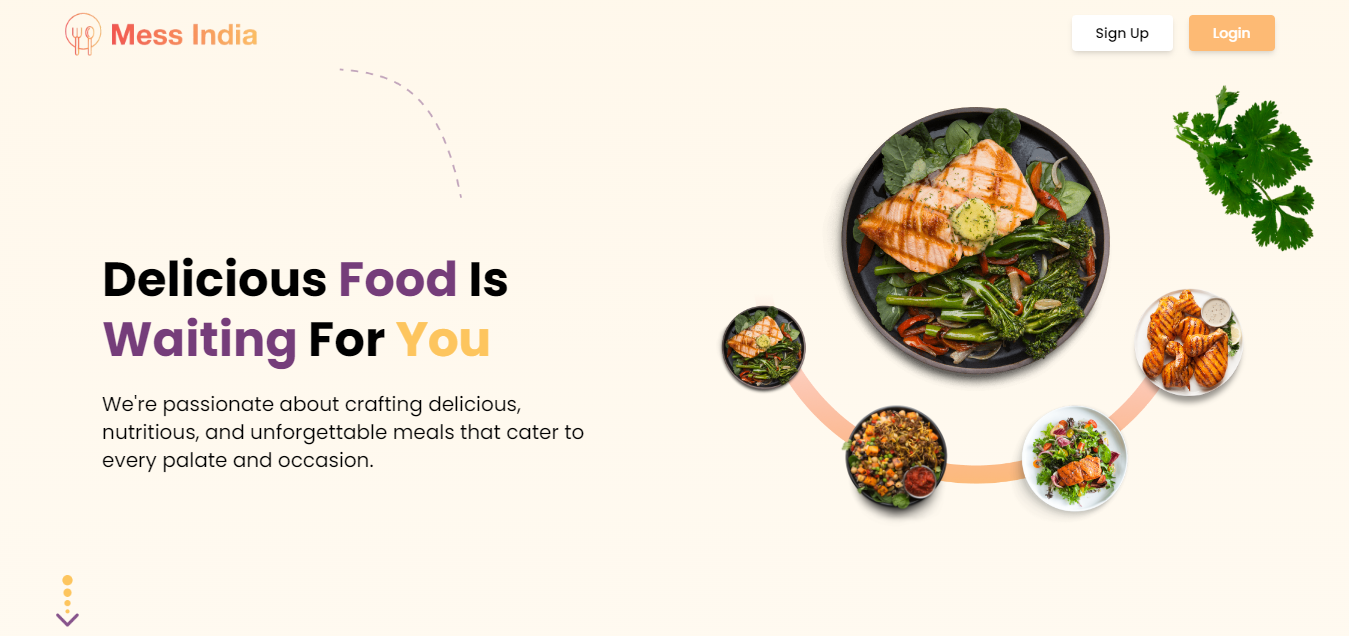 Mess India
Sign Up
Login
Delicious Food Is
Waiting For You
We're passionate about crafting delicious,
nutritious, and unforgettable meals that cater to
every palate and occasion.